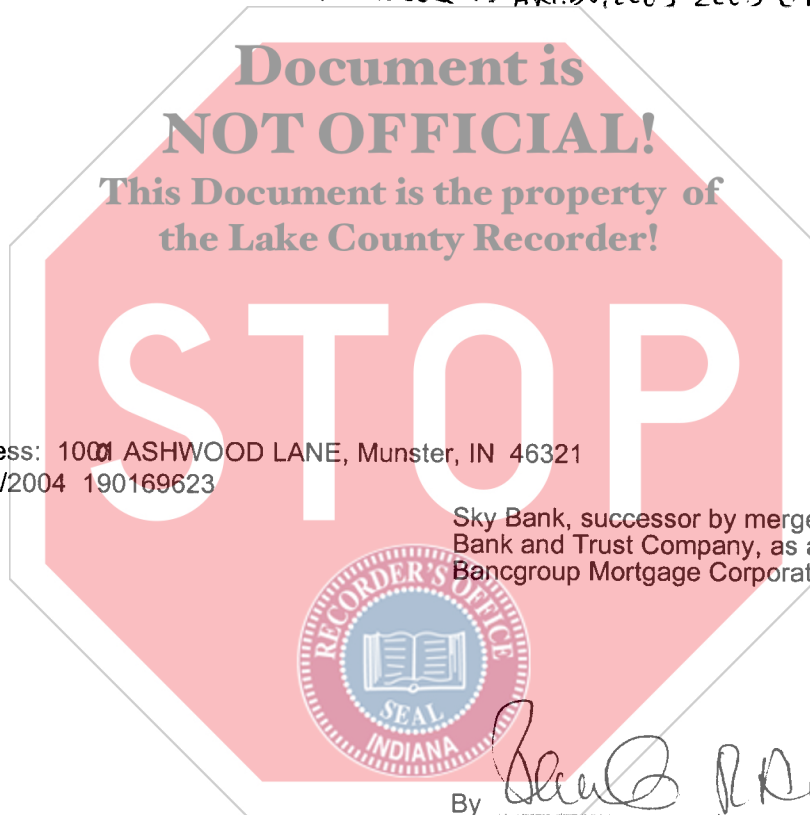 Document is
NOT OFFICIAL!
This Document is the property of
the Lake County Recorder!
STOP
ess: 1001 ASHWOOD LANE, Munster, IN 46321
/2004 190169623
Sky Bank, successor by merge
Bank and Trust Company, as a
Bancgroup Mortgage Corporat
RECORDER'S OFFICE
SEAL
INDIANA
By